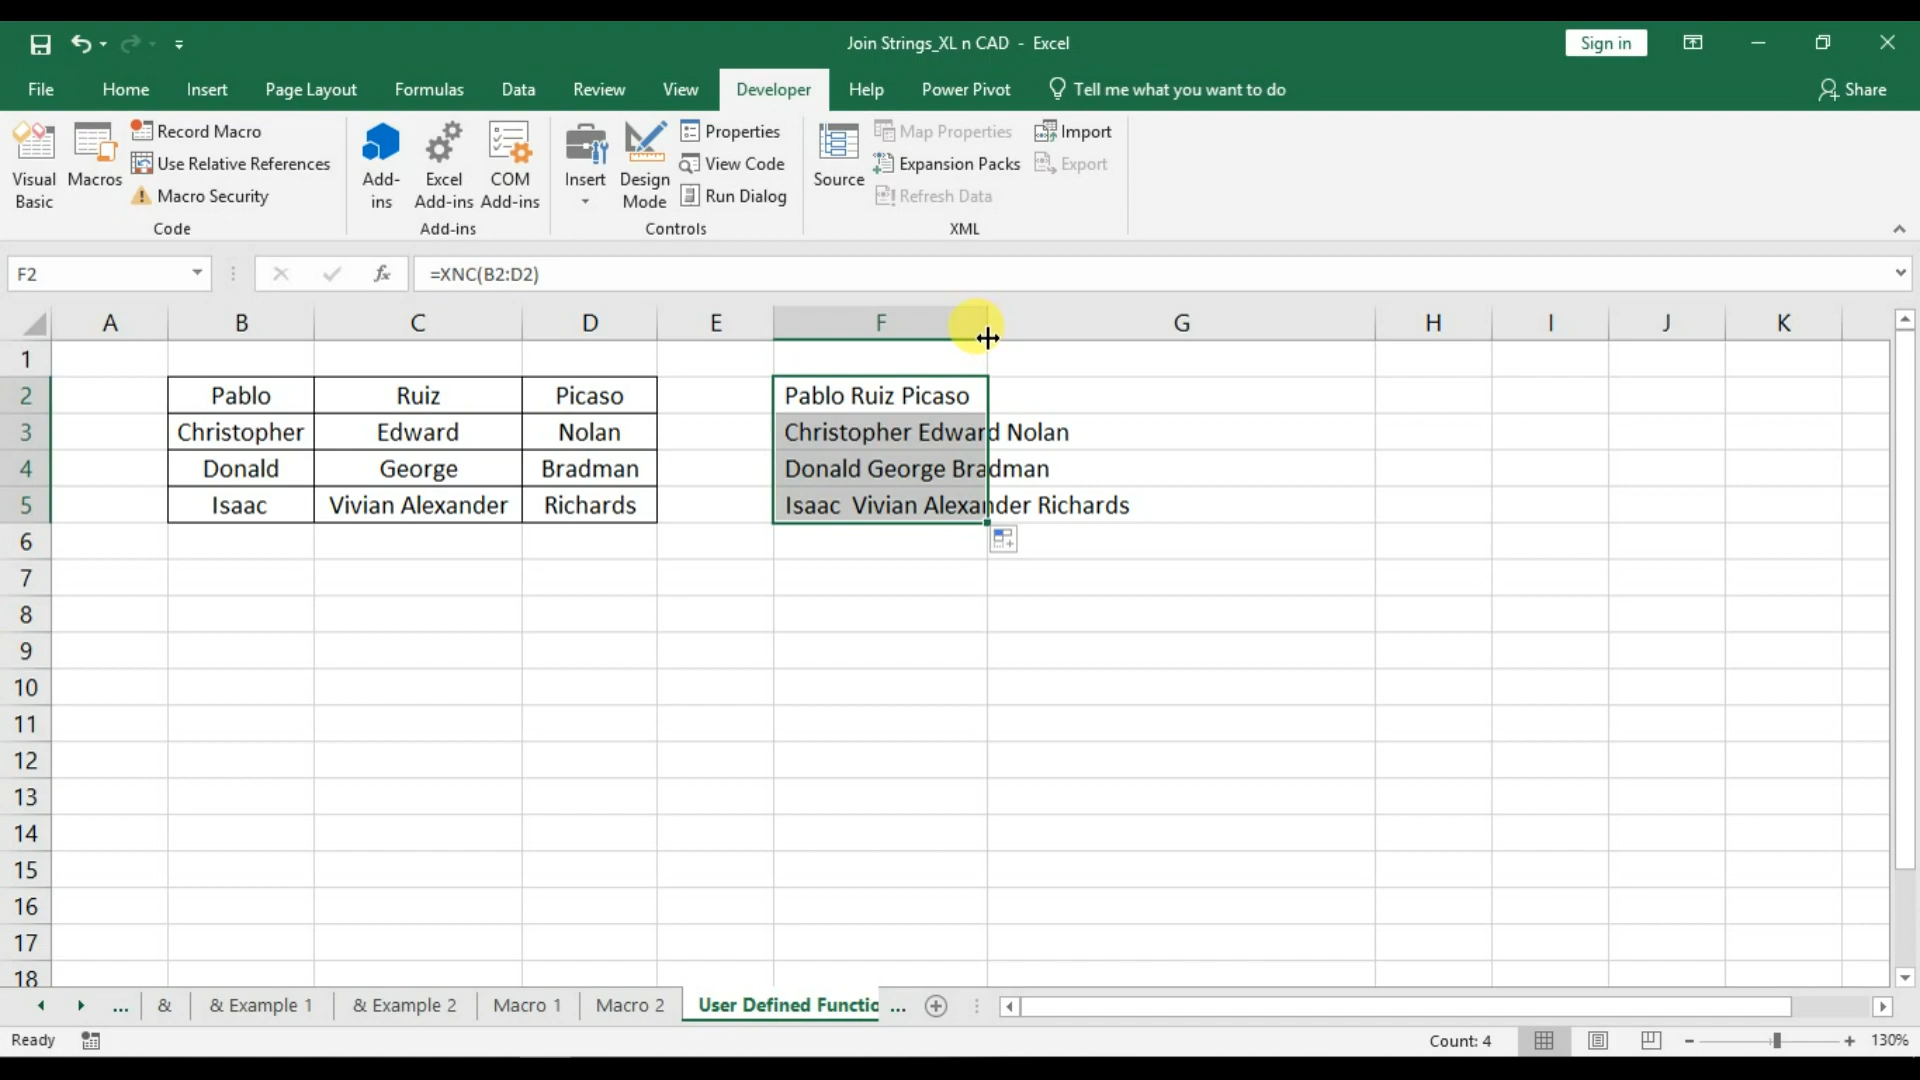 Join Strings_XL n CAD - Excel
Sign in
File Home Insert Page Layout Formulas Data Review View Developer Help Power Pivot Tell me what you want to do Share
Visual Basic
Macros
Record Macro
Use Relative References
Macro Security
Code
Add-ins
Excel Add-ins
COM Add-ins
Add-ins
Insert
Design Mode
Properties
View Code
Run Dialog
Controls
Source
Map Properties
Expansion Packs
Refresh Data
Import
Export
XML
F2 fx =XNC(B2:D2)
A B C D E F G H I J K
1
2 Pablo Ruiz Picaso Pablo Ruiz Picaso
3 Christopher Edward Nolan Christopher Edward Nolan
4 Donald George Bradman Donald George Bradman
5 Isaac Vivian Alexander Richards Isaac  Vivian Alexander Richards
6
7
8
9
10
11
12
13
14
15
16
17
18
... & & Example 1 & Example 2 Macro 1 Macro 2 User Defined Functio ...
Ready Count: 4 130%